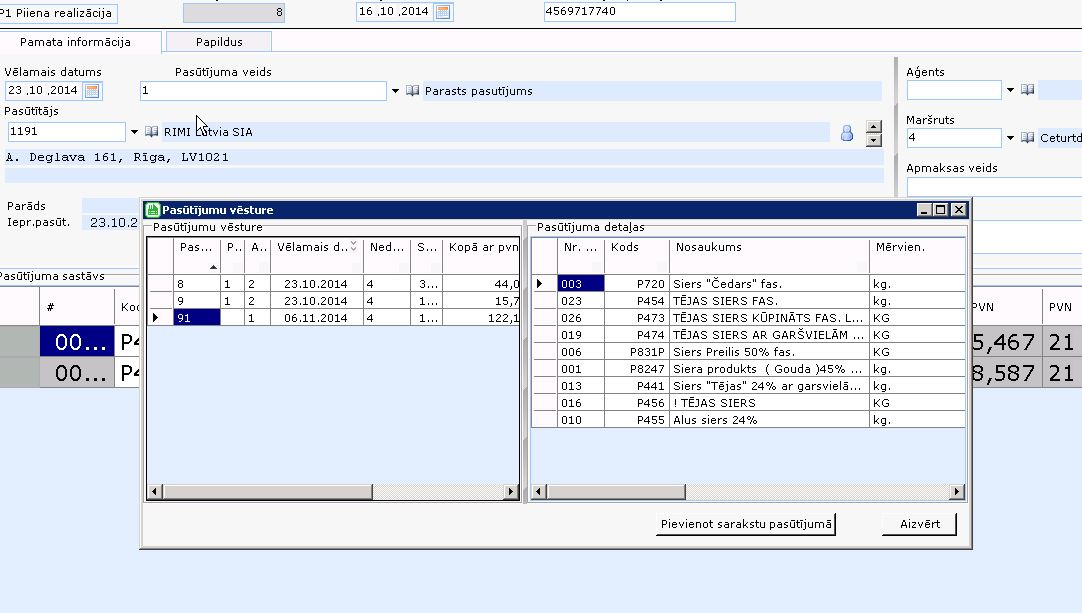 P1 Piiena realizācija 8 16 ,10 ,2014 4569717740
Pamata informācija Papildus
Vēlamais datums Pasūtījuma veids Aģents
23 ,10 ,2014 1 Parasts pasutījums
Pasūtītājs Maršruts
1191 RIMI Latvia SIA 4 Ceturtd
A. Deglava 161, Rīga, LV1021
Apmaksas veids
Parāds
Iepr.pasūt. 23.10.2
Pasūtījumu vēsture
Pasūtījumu vēsture
Pas... P.. A.. Vēlamais d.. Ned... S... Kopā ar pvn
8 1 2 23.10.2014 4 3... 44,0
9 1 2 23.10.2014 4 1... 15,7
91 1 06.11.2014 4 1... 122,1
Pasūtījuma detaļas
Nr. ... Kods Nosaukums Mērvien.
003 P720 Siers "Čedars" fas. kg.
023 P454 TĒJAS SIERS FAS. kg.
026 P473 TĒJAS SIERS KŪPINĀTS FAS. L... KG
019 P474 TĒJAS SIERS AR GARŠVIELĀM ... KG
006 P831P Siers Preilis 50% fas. KG
001 P8247 Siera produkts ( Gouda )45% ... kg.
013 P441 Siers "Tējas" 24% ar garsvielā... kg.
016 P456 ! TĒJAS SIERS KG
010 P455 Alus siers 24% kg.
Pievienot sarakstu pasūtījumā Aizvērt
Pasūtījuma sastāvs
# Koc PVN PVN
00... P4 5,467 21
00... P4 8,587 21